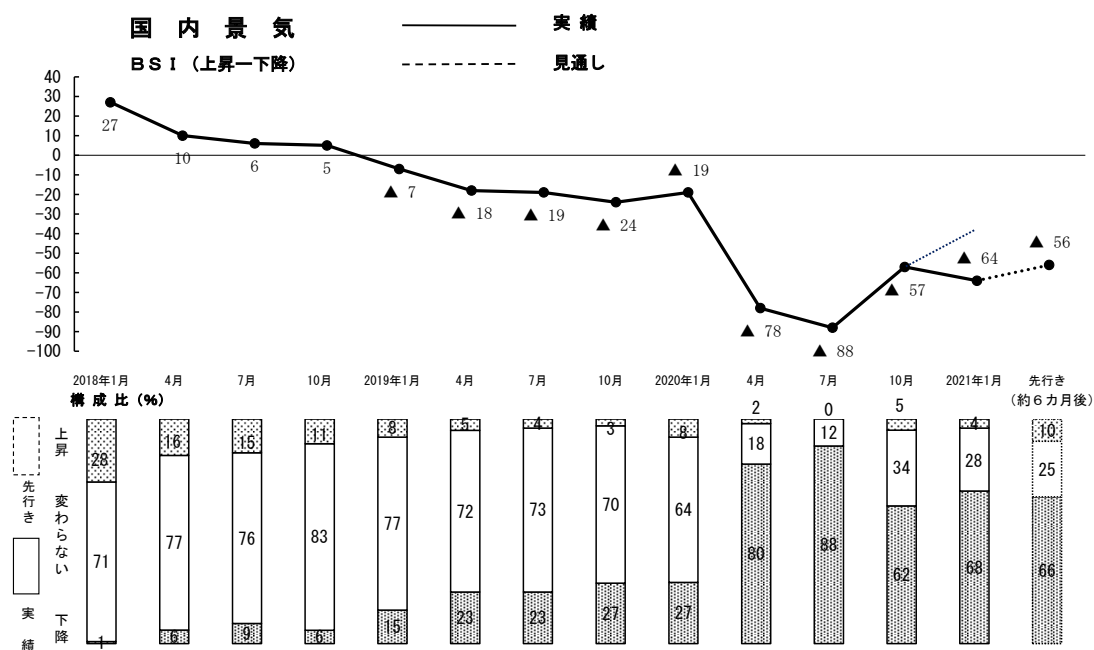 国 内 景 気
実 績
BSI（上昇－下降）
見通し
40
30
20
10
0
-10
-20
-30
-40
-50
-60
-70
-80
-90
-100
27
10
6
5
▲ 7
▲ 18
▲ 19
▲ 24
▲ 19
▲ 78
▲ 88
▲ 57
▲ 64
▲ 56
2018年1月 4月 7月 10月 2019年1月 4月 7月 10月 2020年1月 4月 7月 10月 2021年1月 先行き
（約６カ月後）
構 成 比（%）
上昇 28 16 15 11 8 5 4 3 8 2 0 5 4 10
変わらない 71 77 76 83 77 72 73 70 64 18 12 34 28 25
下降 1 6 9 6 15 23 23 27 27 80 88 62 68 66
先行き
実績